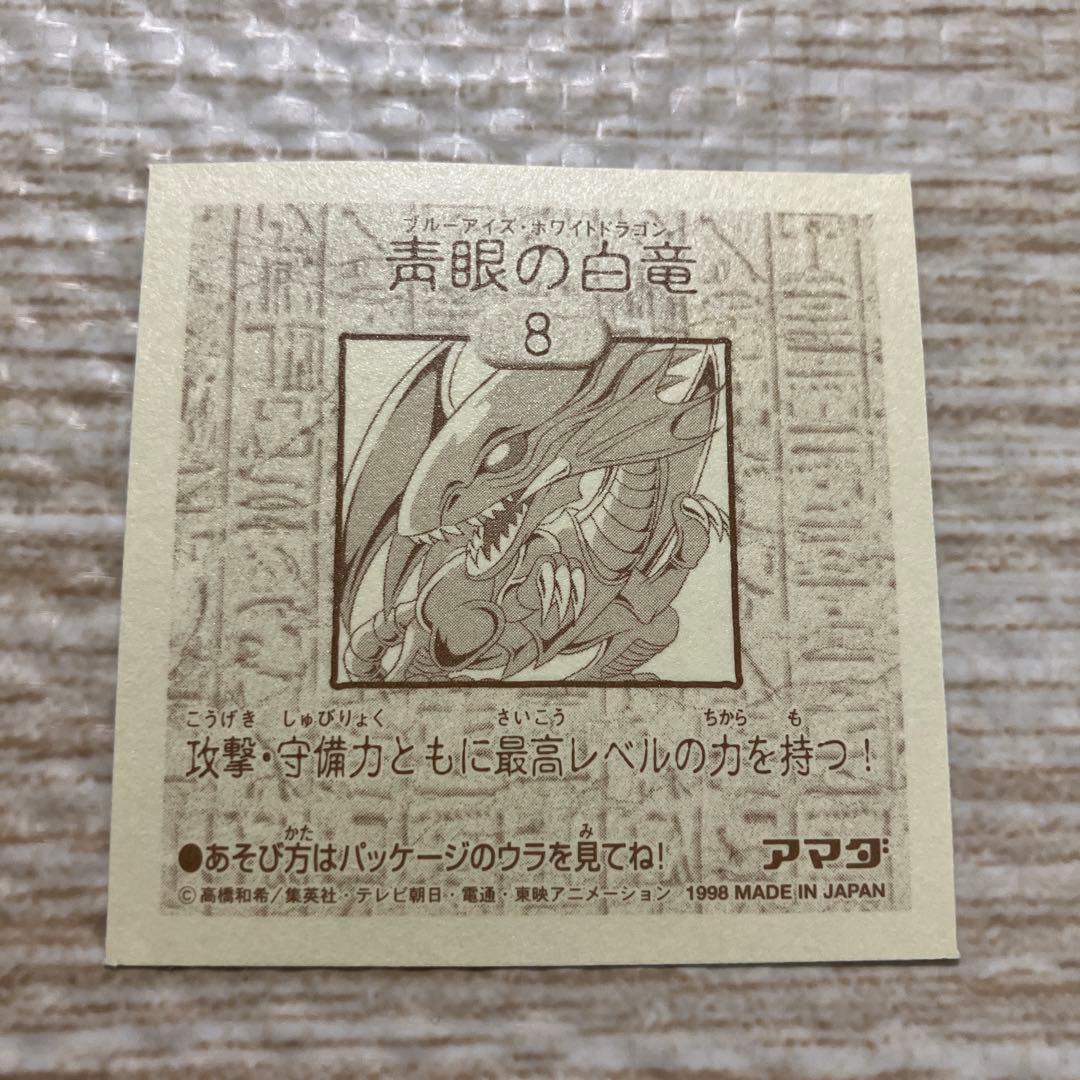 ブルーアイズ・ホワイトドラゴン
青眼の白竜
8
こうげき しゅびりょく さいこう ちから も
攻撃・守備力ともに最高レベルの力を持つ！
かた み
●あそび方はパッケージのウラを見てね！
アマダ
©高橋和希/集英社・テレビ朝日・電通・東映アニメーション 1998 MADE IN JAPAN